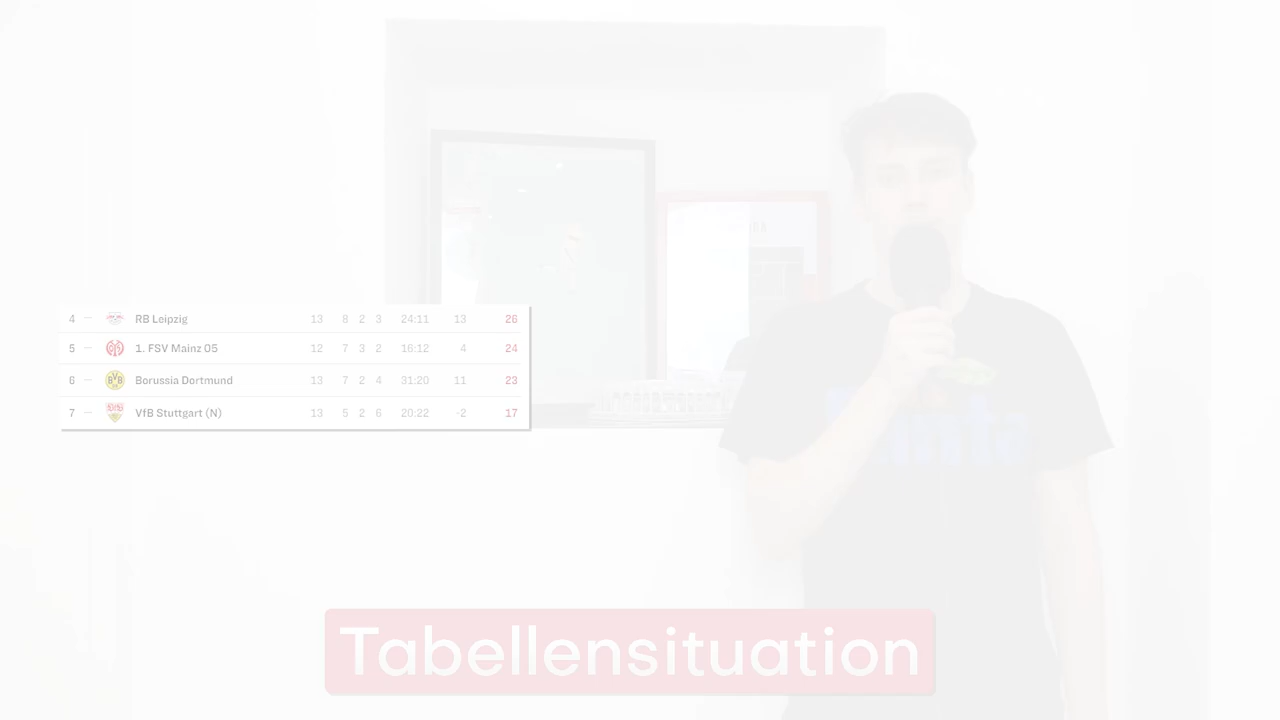 4 – RB Leipzig 13 8 2 3 24:11 13 26
5 – 1. FSV Mainz 05 12 7 3 2 16:12 4 24
6 – Borussia Dortmund 13 7 2 4 31:20 11 23
7 – VfB Stuttgart (N) 13 5 2 6 20:22 -2 17
Tabellensituation